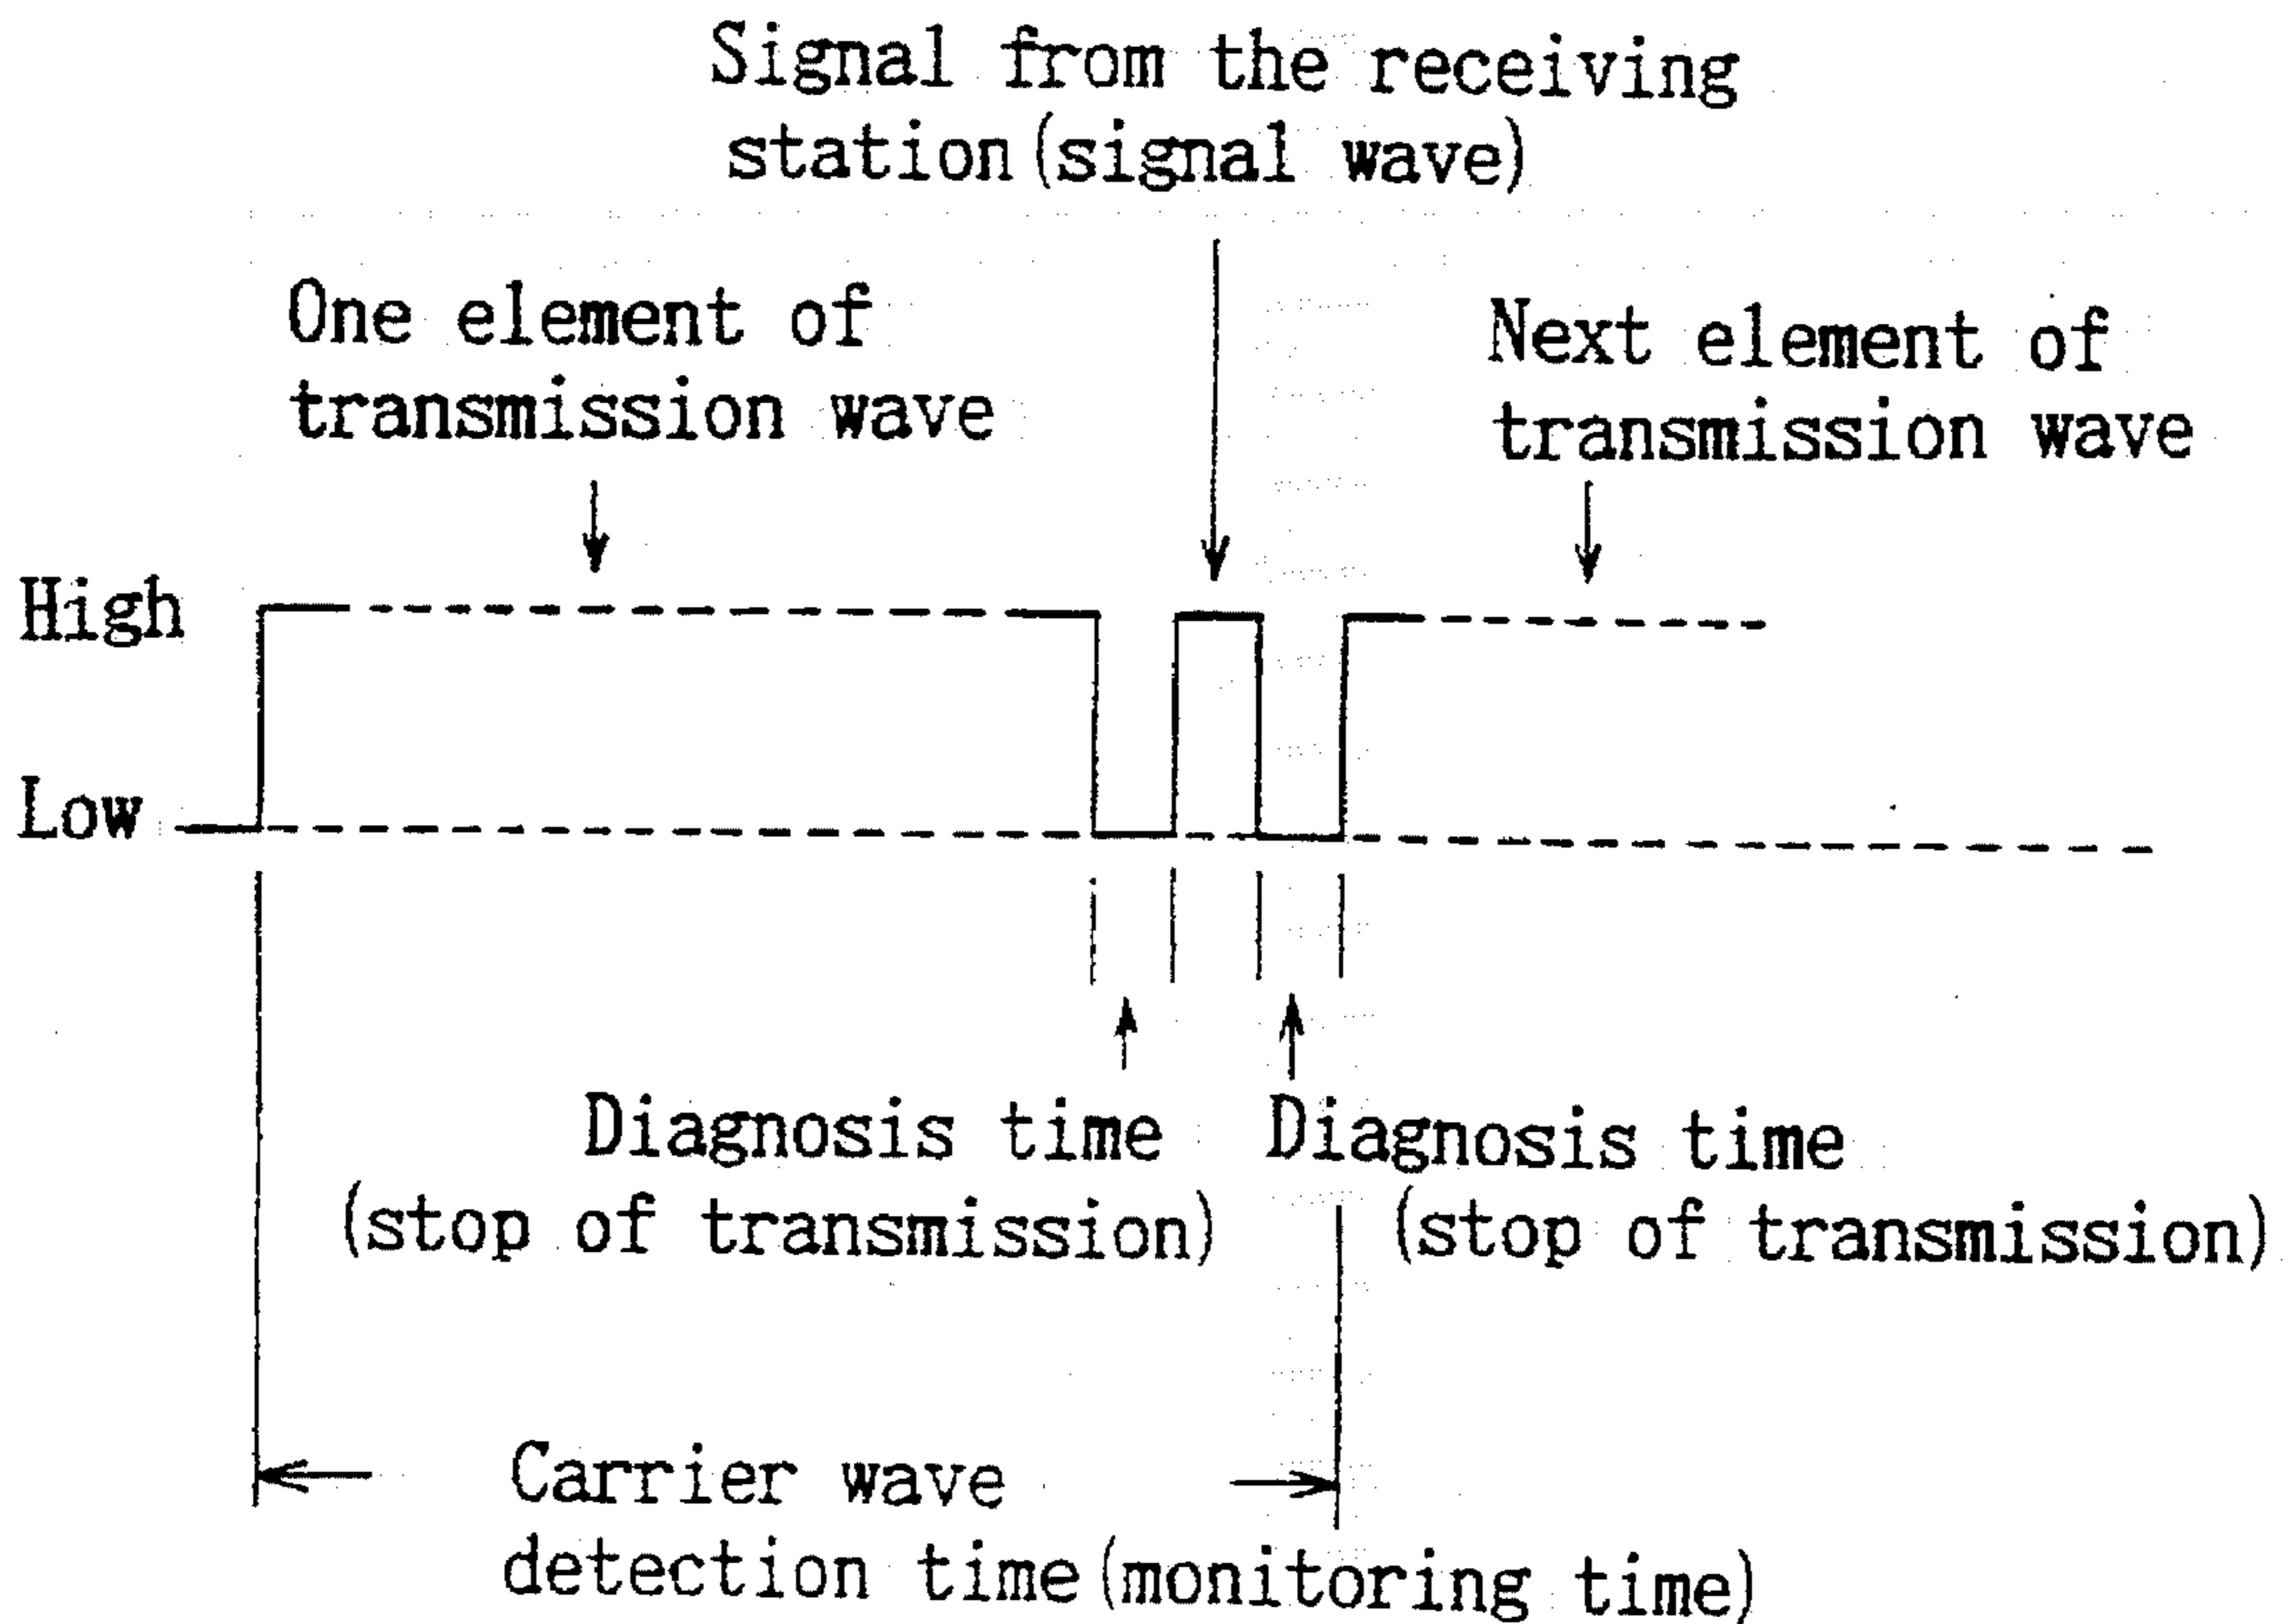 Signal from the receiving
station(signal wave)
One element of
transmission wave
Next element of
transmission wave
High
Low
Diagnosis time
(stop of transmission)
Diagnosis time
(stop of transmission)
Carrier wave
detection time(monitoring time)